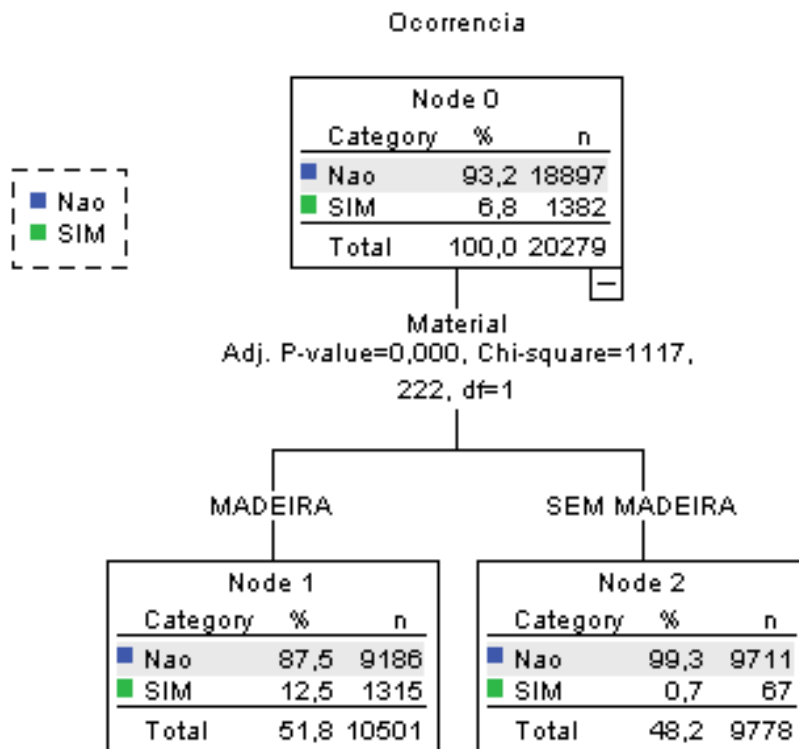 Ocorrencia
Node 0
Category % n
Nao 93,2 18897
SIM 6,8 1382
Total 100,0 20279
Nao
SIM
Material
Adj. P-value=0,000, Chi-square=1117,
222, df=1
MADEIRA
SEM MADEIRA
Node 1
Category % n
Nao 87,5 9186
SIM 12,5 1315
Total 51,8 10501
Node 2
Category % n
Nao 99,3 9711
SIM 0,7 67
Total 48,2 9778